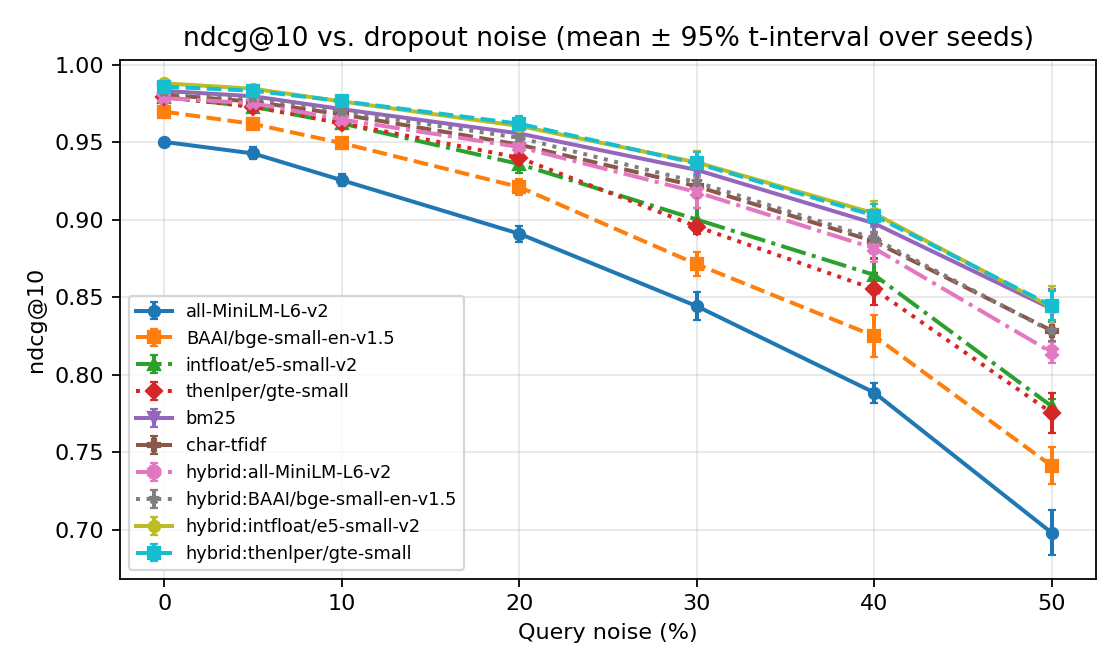 ndcg@10 vs. dropout noise (mean ± 95% t-interval over seeds)
1.00
0.95
0.90
0.85
0.80
0.75
0.70
ndcg@10
all-MiniLM-L6-v2
BAAI/bge-small-en-v1.5
intfloat/e5-small-v2
thenlper/gte-small
bm25
char-tfidf
hybrid:all-MiniLM-L6-v2
hybrid:BAAI/bge-small-en-v1.5
hybrid:intfloat/e5-small-v2
hybrid:thenlper/gte-small
0 10 20 30 40 50
Query noise (%)